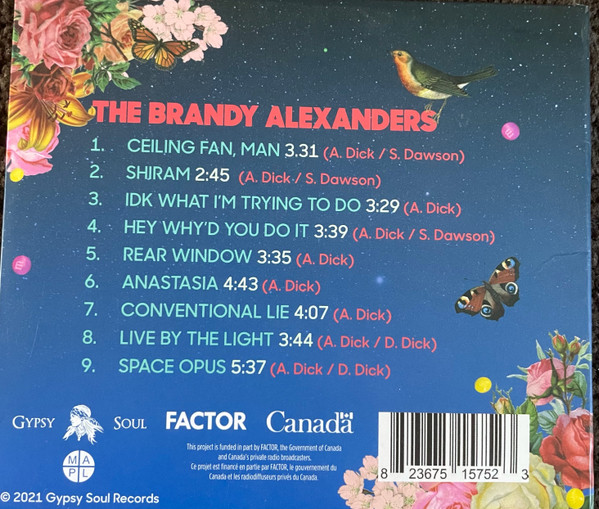 THE BRANDY ALEXANDERS
1. CEILING FAN, MAN 3.31 (A. Dick / S. Dawson)
2. SHIRAM 2:45 (A. Dick / S. Dawson)
3. IDK WHAT I'M TRYING TO DO 3:29 (A. Dick)
4. HEY WHY'D YOU DO IT 3:39 (A. Dick / S. Dawson)
5. REAR WINDOW 3:35 (A. Dick)
6. ANASTASIA 4:43 (A. Dick)
7. CONVENTIONAL LIE 4:07 (A. Dick)
8. LIVE BY THE LIGHT 3:44 (A. Dick / D. Dick)
9. SPACE OPUS 5:37 (A. Dick / D. Dick)
GYPSY SOUL FACTOR Canada
This project is funded in part by FACTOR, the Government of Canada
and Canada's private radio broadcasters.
Ce projet est financé en partie par FACTOR, le gouvernement du
Canada et les radiodiffuseurs privés du Canada.
M A
P L
8 23675 15752 3
© 2021 Gypsy Soul Records